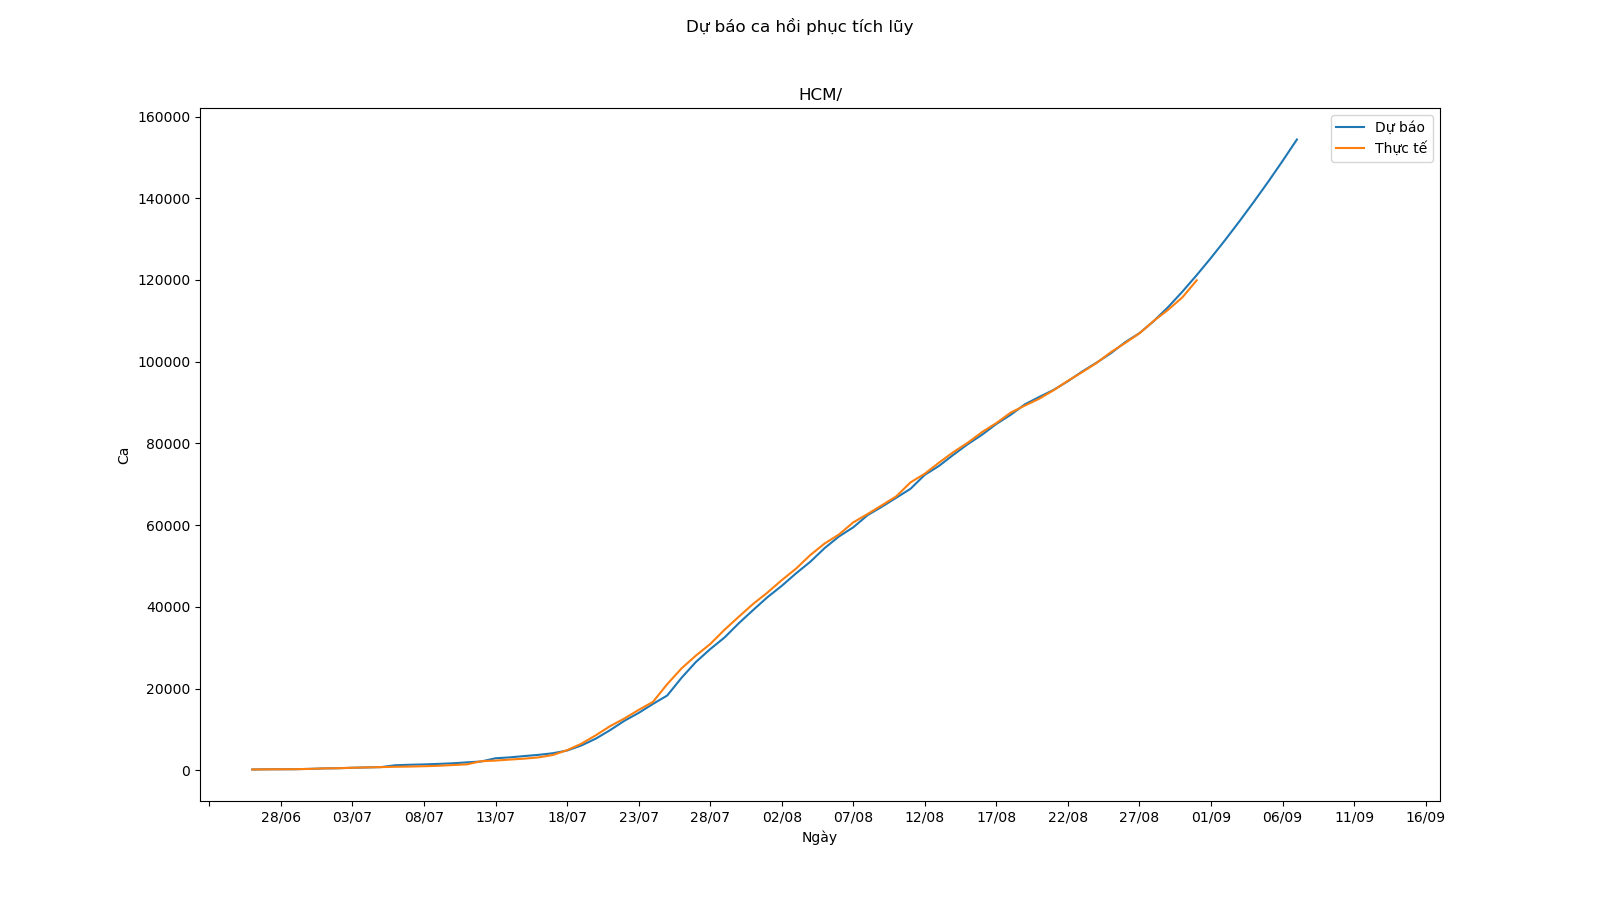 Dự báo ca hồi phục tích lũy
HCM/
160000
140000
120000
100000
80000
60000
40000
20000
0
Ca
Dự báo
Thực tế
28/06 03/07 08/07 13/07 18/07 23/07 28/07 02/08 07/08 12/08 17/08 22/08 27/08 01/09 06/09 11/09 16/09
Ngày